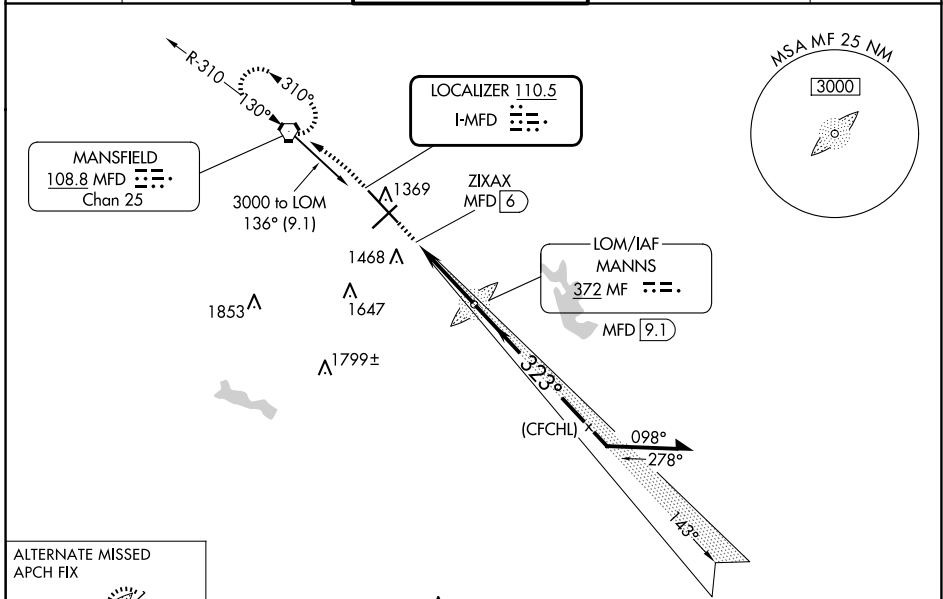 MSA MF 25 NM
3000
R-310
310°
130°
LOCALIZER 110.5
I-MFD
MANSFIELD
108.8 MFD
Chan 25
3000 to LOM
136° (9.1)
1369
ZIXAX
MFD 6
1468
LOM/IAF
MANNS
372 MF
MFD 9.1
1853
1647
1799±
323°
(CFCHL)
098°
278°
143°
ALTERNATE MISSED
APCH FIX